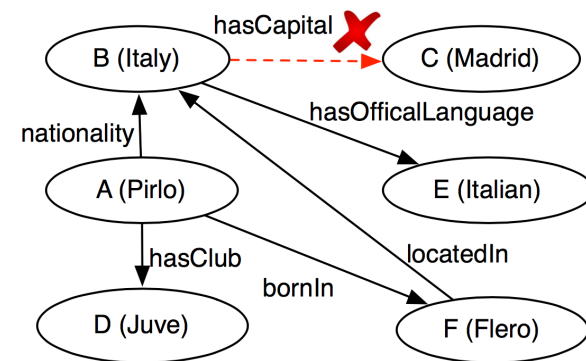 hasCapital
B (Italy)
C (Madrid)
hasOfficalLanguage
nationality
A (Pirlo)
E (Italian)
hasClub
locatedIn
bornIn
D (Juve)
F (Flero)